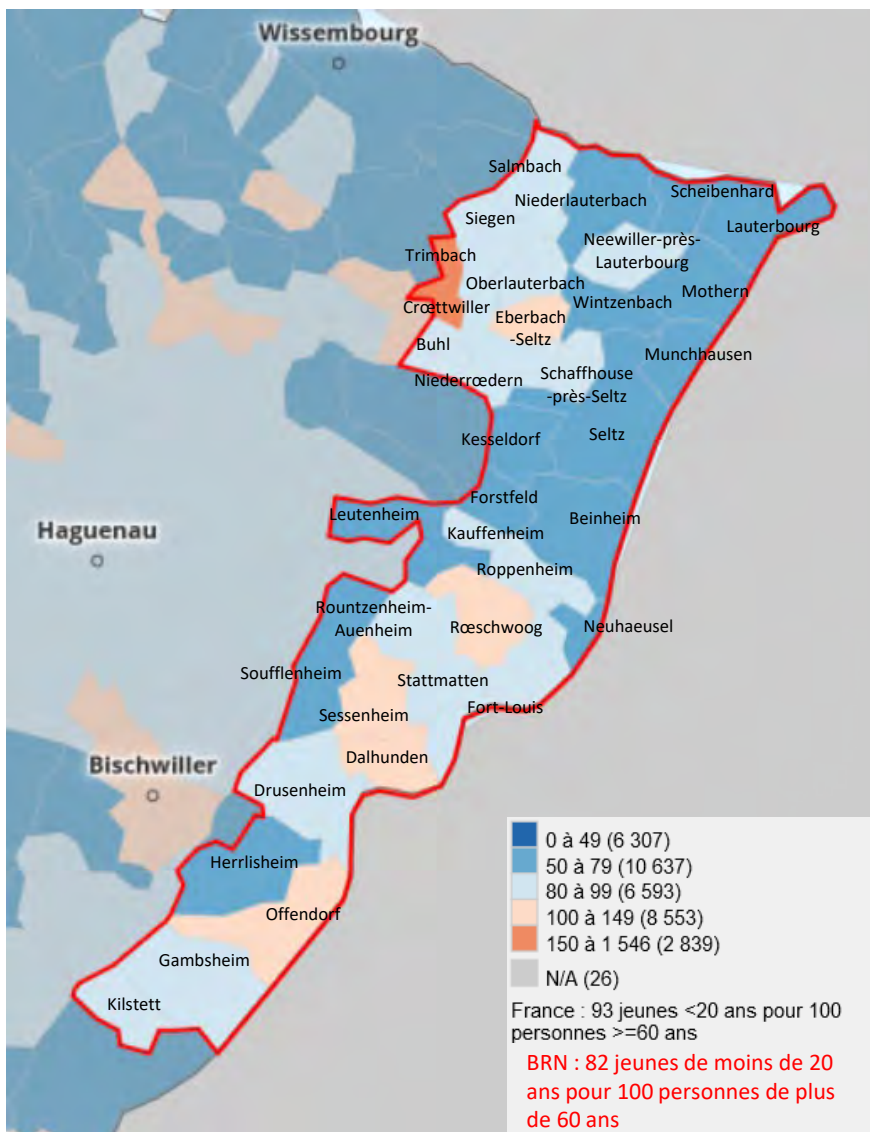 Wissembourg
Salmbach
Niederlauterbach
Scheibenhard
Siegen
Lauterbourg
Neewiller-près-
Lauterbourg
Trimbach
Oberlauterbach
Mothern
Crœttwiller
Wintzenbach
Eberbach
-Seltz
Buhl
Munchhausen
Schaffhouse
-près-Seltz
Niederrœdern
Kesseldorf
Seltz
Forstfeld
Leutenheim
Beinheim
Haguenau
Kauffenheim
Roppenheim
Rountzenheim-
Auenheim
Rœschwoog
Neuhaeusel
Soufflenheim
Stattmatten
Sessenheim
Fort-Louis
Dalhunden
Bischwiller
Drusenheim
Herrlisheim
Offendorf
Gambsheim
Kilstett
0 à 49 (6 307)
50 à 79 (10 637)
80 à 99 (6 593)
100 à 149 (8 553)
150 à 1 546 (2 839)
N/A (26)
France : 93 jeunes <20 ans pour 100
personnes >=60 ans
BRN : 82 jeunes de moins de 20
ans pour 100 personnes de plus
de 60 ans